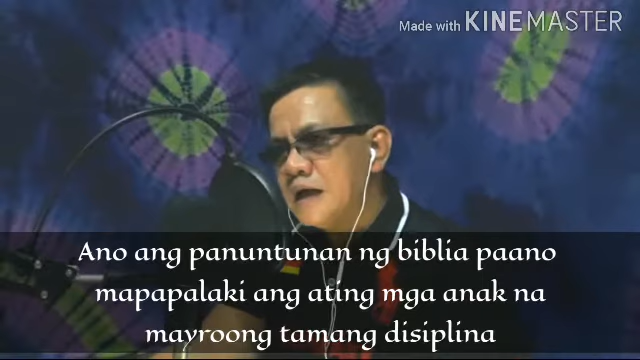 Made with KINEMASTER
Ano ang panuntunan ng biblia paano
mapapalaki ang ating mga anak na
mayroong tamang disiplina